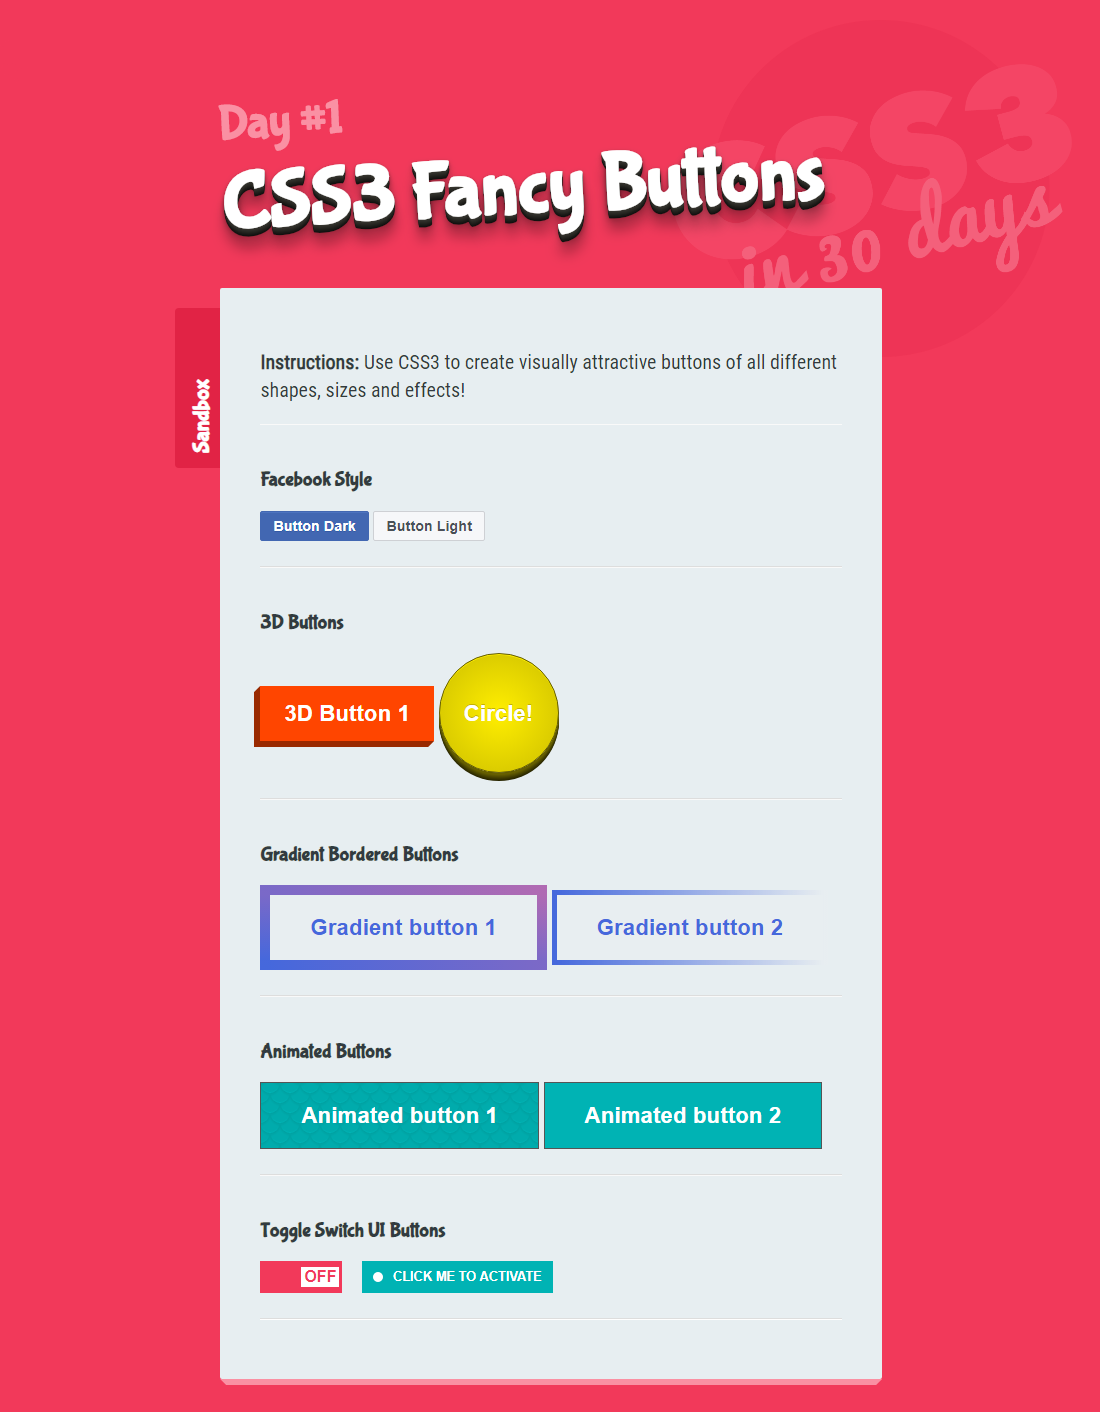 css3
in 30 days
Day #1
CSS3 Fancy Buttons
Sandbox
Instructions: Use CSS3 to create visually attractive buttons of all different
shapes, sizes and effects!
Facebook Style
Button Dark
Button Light
3D Buttons
3D Button 1
Circle!
Gradient Bordered Buttons
Gradient button 1
Gradient button 2
Animated Buttons
Animated button 1
Animated button 2
Toggle Switch UI Buttons
OFF
CLICK ME TO ACTIVATE